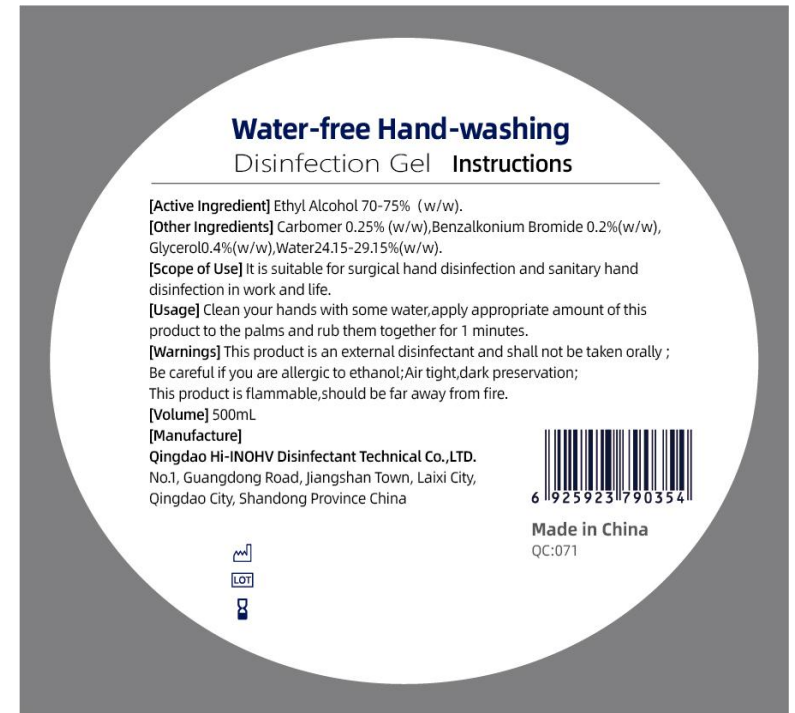 Water-free Hand-washing
Disinfection Gel Instructions
[Active Ingredient] Ethyl Alcohol 70-75% (w/w).
[Other Ingredients] Carbomer 0.25% (w/w),Benzalkonium Bromide 0.2%(w/w),
Glycerol0.4%(w/w),Water24.15-29.15%(w/w).
[Scope of Use] It is suitable for surgical hand disinfection and sanitary hand
disinfection in work and life.
[Usage] Clean your hands with some water,apply appropriate amount of this
product to the palms and rub them together for 1 minutes.
[Warnings] This product is an external disinfectant and shall not be taken orally ;
Be careful if you are allergic to ethanol;Air tight,dark preservation;
This product is flammable,should be far away from fire.
[Volume] 500mL
[Manufacture]
Qingdao Hi-INOHV Disinfectant Technical Co.,LTD.
No.1, Guangdong Road, Jiangshan Town, Laixi City,
Qingdao City, Shandong Province China
6 925923 790354
Made in China
QC:071
LOT